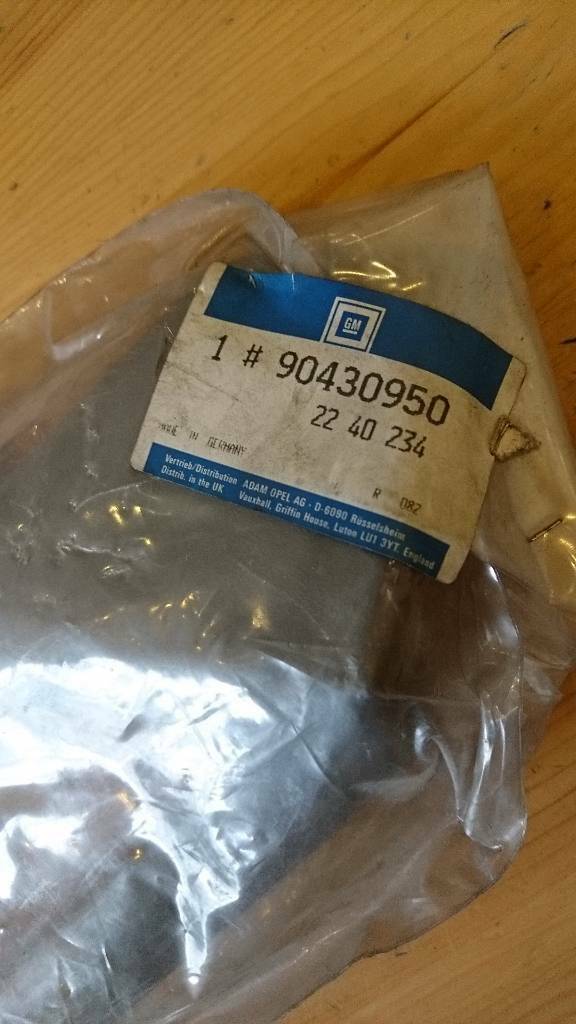 GM
1 # 90430950
22 40 234
MADE IN GERMANY
R 082
Vertrieb/Distribution ADAM OPEL AG · D-6090 Rüsselsheim
Distrib. in the UK Vauxhall, Griffin House, Luton LU1 3YT, England